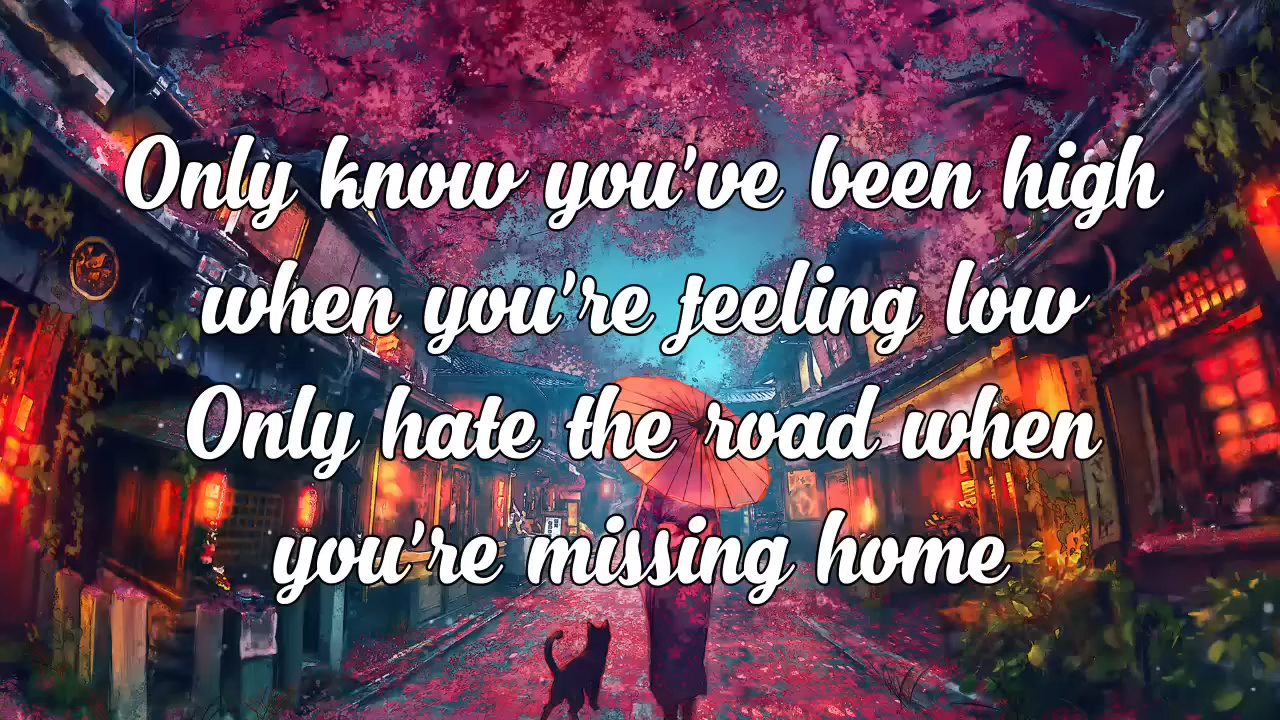 Only know you've been high
when you're feeling low
Only hate the road when
you're missing home